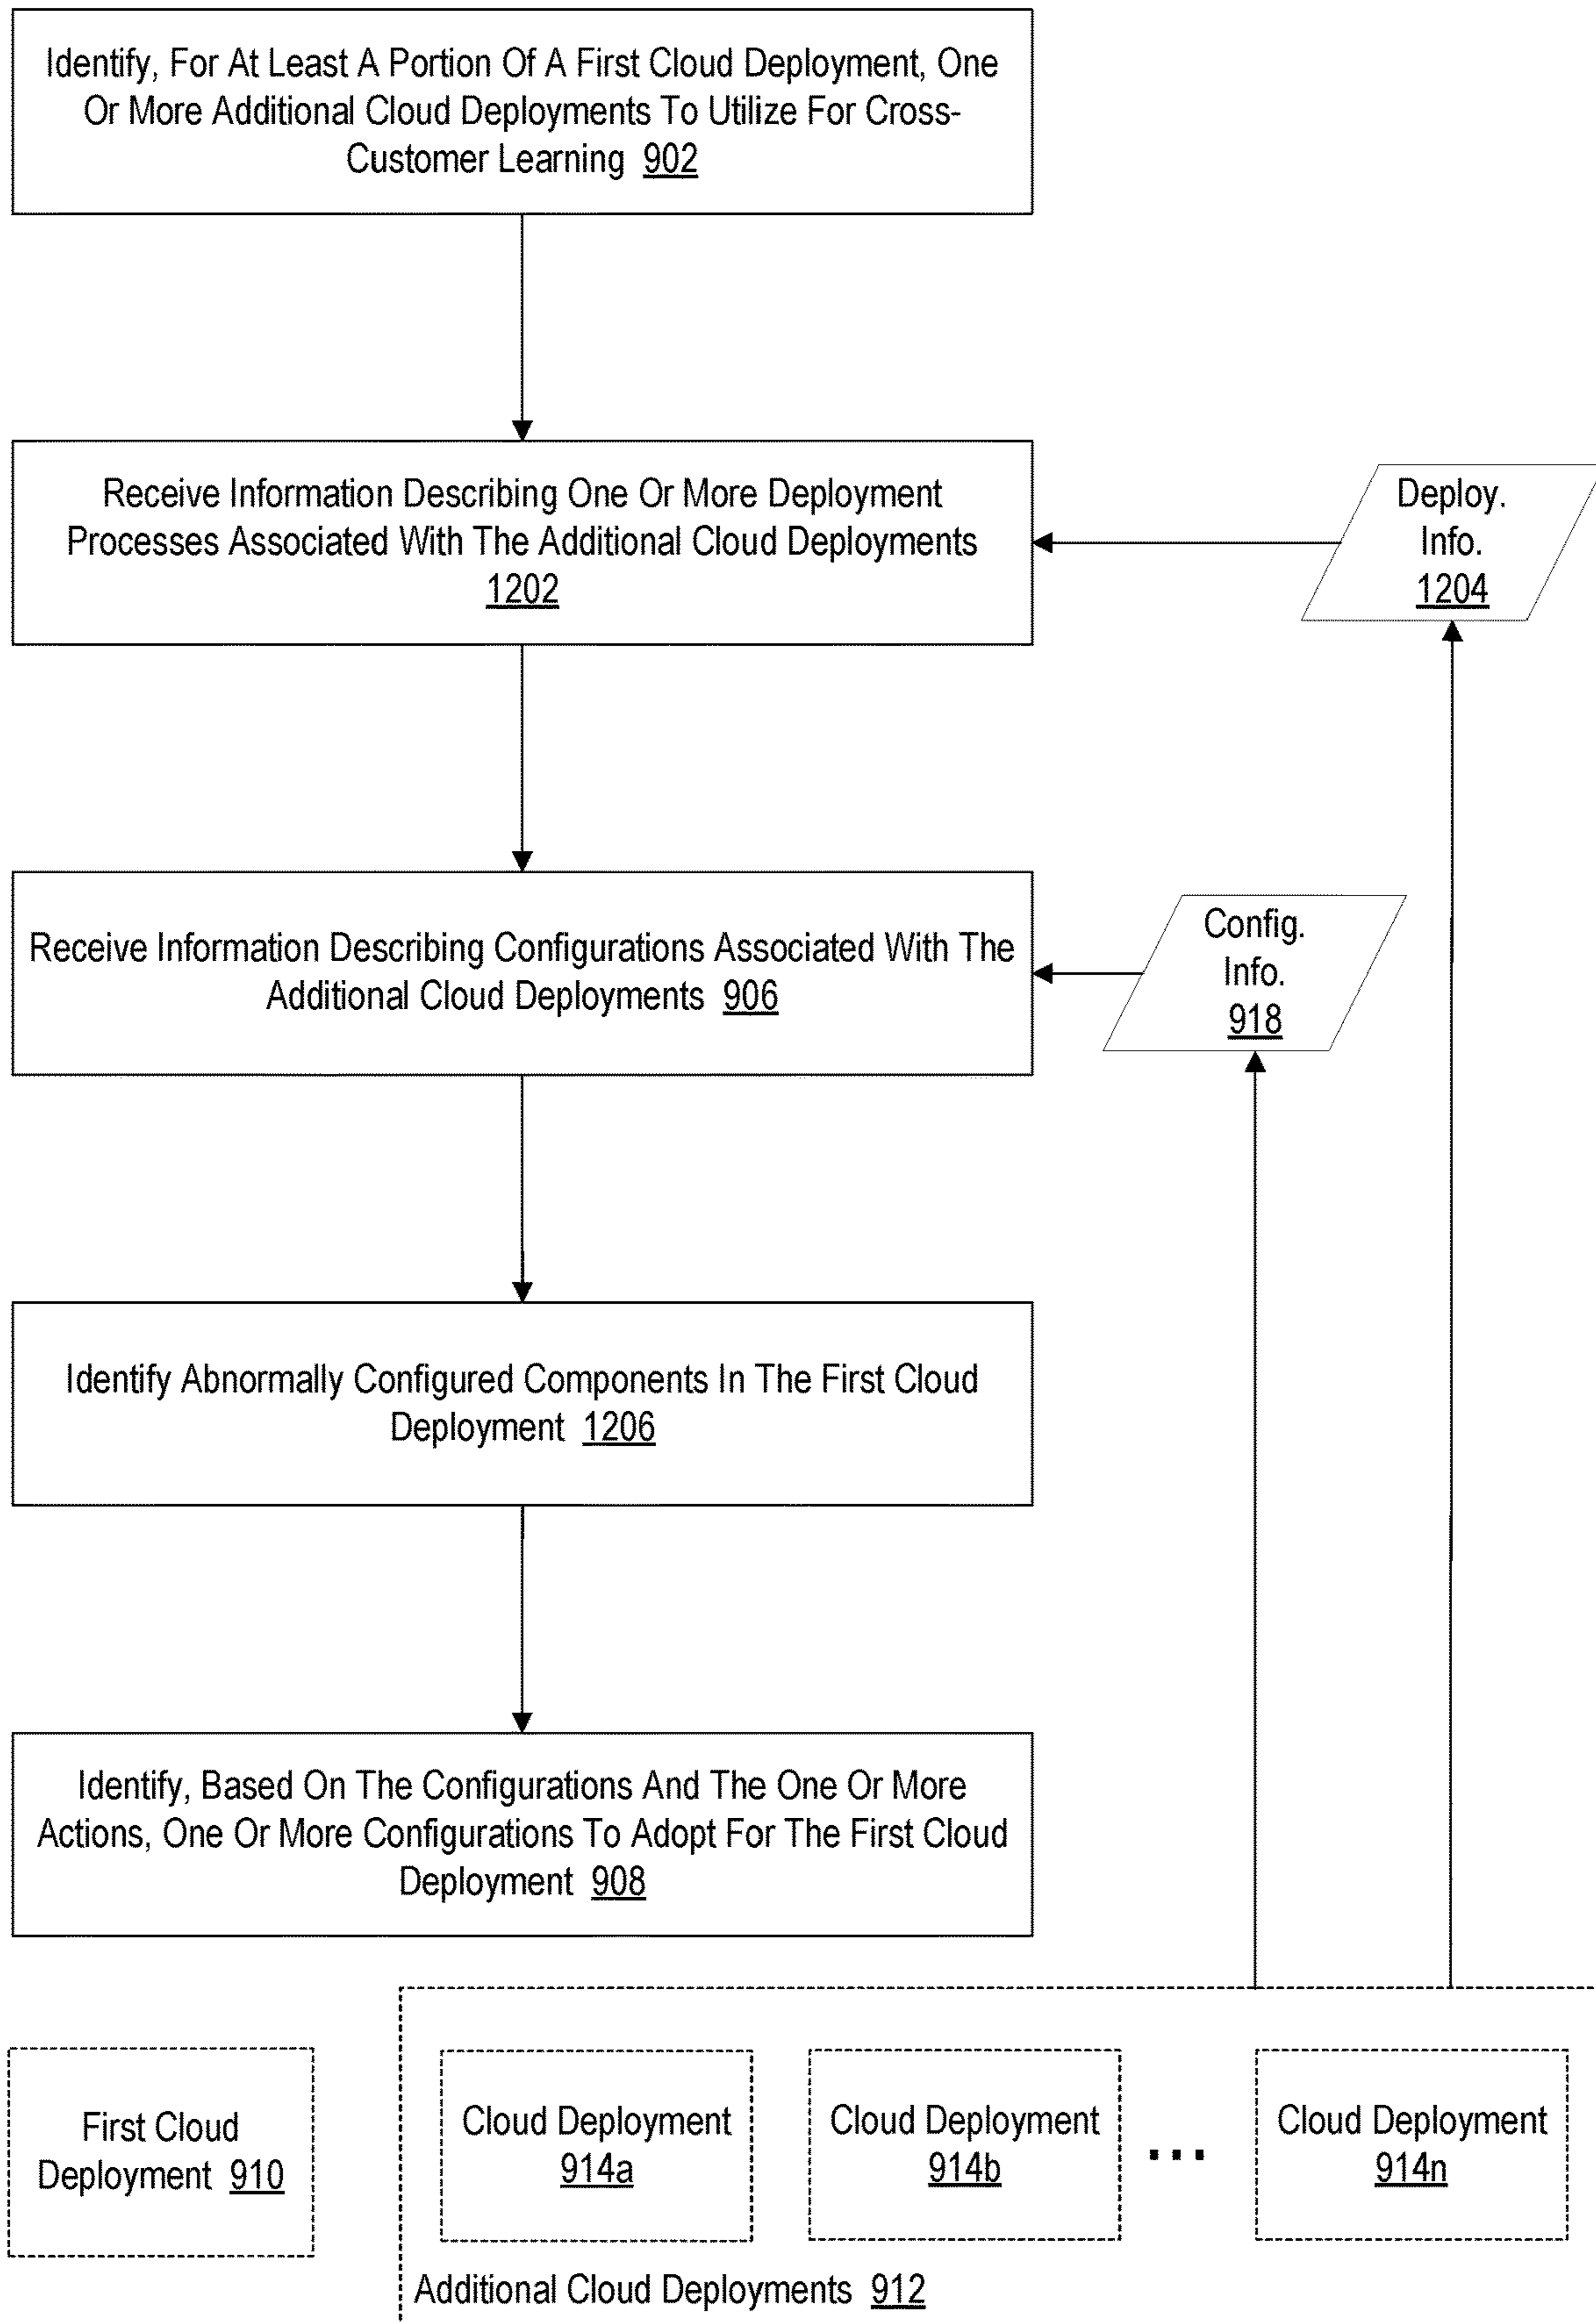 Identify, For At Least A Portion Of A First Cloud Deployment, One
Or More Additional Cloud Deployments To Utilize For Cross-
Customer Learning 902
Receive Information Describing One Or More Deployment
Processes Associated With The Additional Cloud Deployments
1202
Deploy.
Info.
1204
Receive Information Describing Configurations Associated With The
Additional Cloud Deployments 906
Config.
Info.
918
Identify Abnormally Configured Components In The First Cloud
Deployment 1206
Identify, Based On The Configurations And The One Or More
Actions, One Or More Configurations To Adopt For The First Cloud
Deployment 908
First Cloud
Deployment 910
Cloud Deployment
914a
Cloud Deployment
914b
...
Cloud Deployment
914n
Additional Cloud Deployments 912